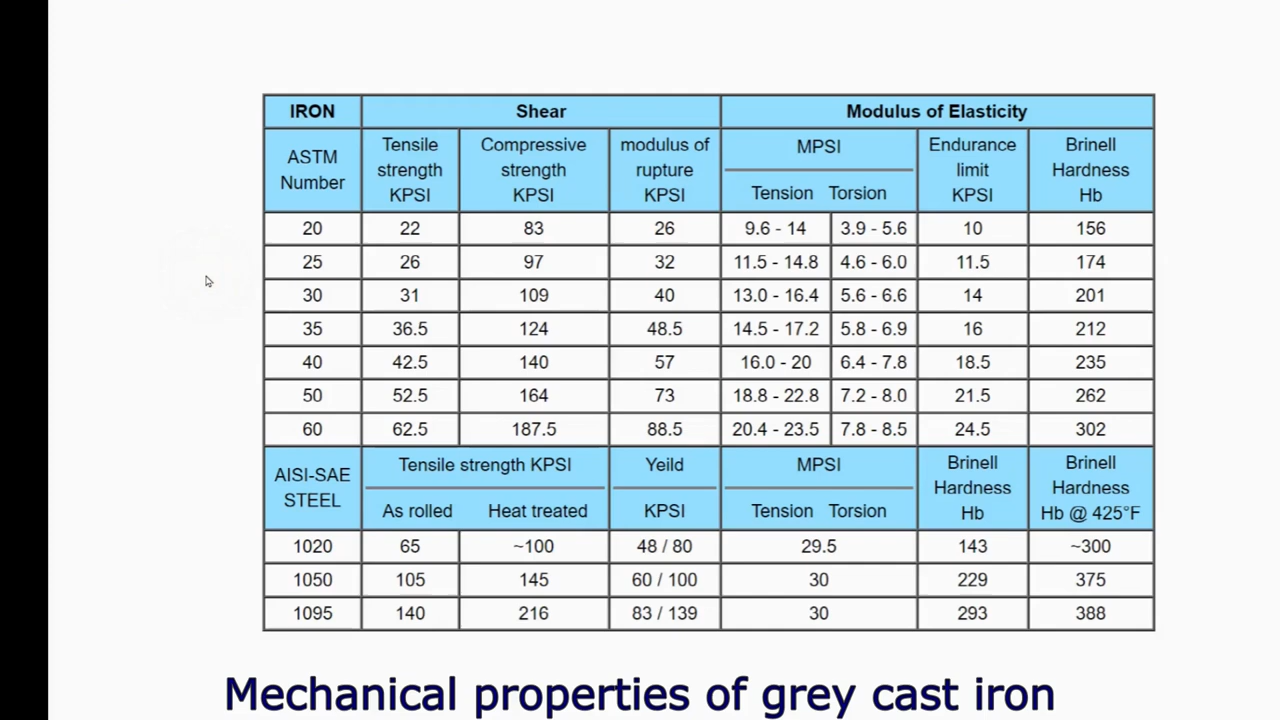 IRON Shear Modulus of Elasticity
ASTM Number Tensile strength KPSI Compressive strength KPSI modulus of rupture KPSI MPSI Tension Torsion Endurance limit KPSI Brinell Hardness Hb
20 22 83 26 9.6 - 14 3.9 - 5.6 10 156
25 26 97 32 11.5 - 14.8 4.6 - 6.0 11.5 174
30 31 109 40 13.0 - 16.4 5.6 - 6.6 14 201
35 36.5 124 48.5 14.5 - 17.2 5.8 - 6.9 16 212
40 42.5 140 57 16.0 - 20 6.4 - 7.8 18.5 235
50 52.5 164 73 18.8 - 22.8 7.2 - 8.0 21.5 262
60 62.5 187.5 88.5 20.4 - 23.5 7.8 - 8.5 24.5 302
AISI-SAE STEEL Tensile strength KPSI As rolled Heat treated Yeild KPSI MPSI Tension Torsion Brinell Hardness Hb Brinell Hardness Hb @ 425°F
1020 65 ~100 48 / 80 29.5 143 ~300
1050 105 145 60 / 100 30 229 375
1095 140 216 83 / 139 30 293 388
Mechanical properties of grey cast iron